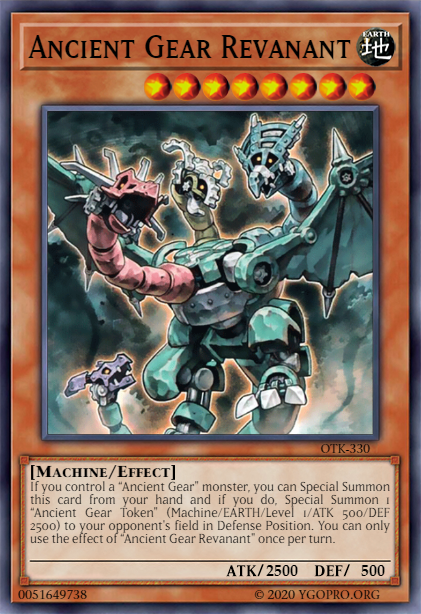 Ancient Gear Revanant
EARTH
地
OTK-330
[Machine/Effect]
If you control a “Ancient Gear” monster, you can Special Summon
this card from your hand and if you do, Special Summon 1
“Ancient Gear Token” (Machine/EARTH/Level 1/ATK 500/DEF
2500) to your opponent's field in Defense Position. You can only
use the effect of “Ancient Gear Revanant” once per turn.
ATK/2500 DEF/ 500
0051649738
© 2020 YGOPRO.ORG